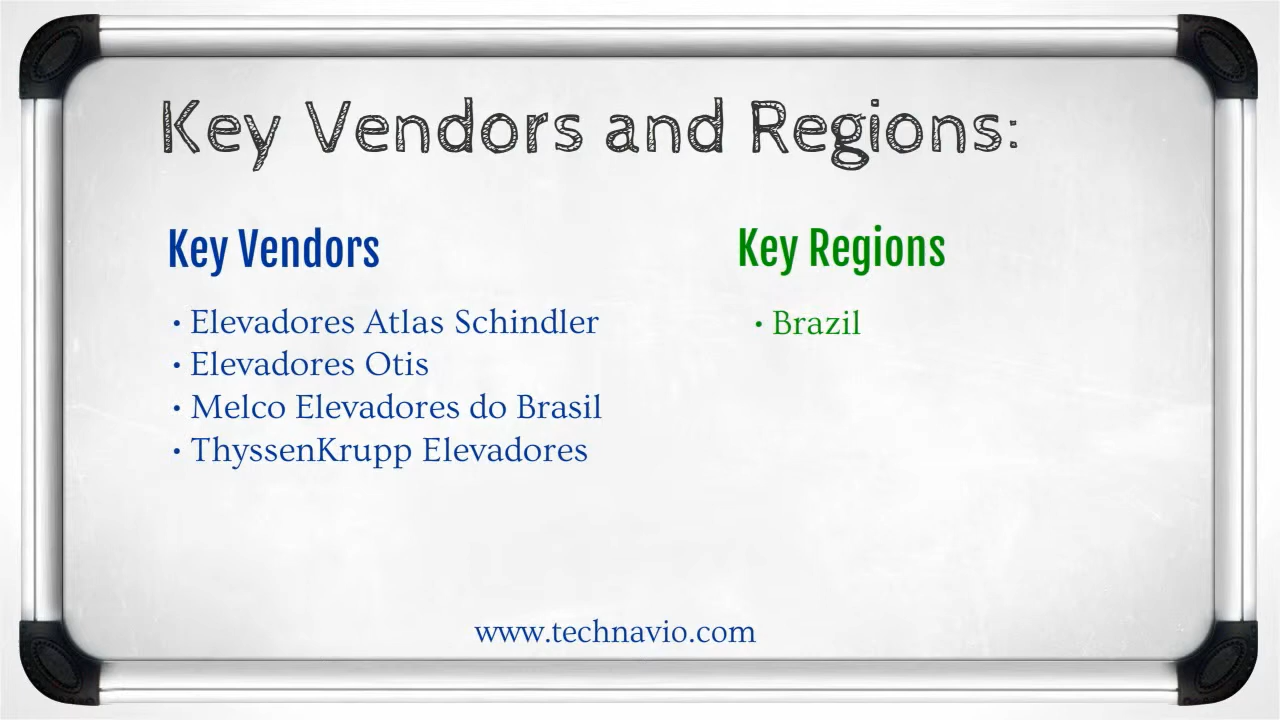 Key Vendors and Regions:
Key Vendors
• Elevadores Atlas Schindler
• Elevadores Otis
• Melco Elevadores do Brasil
• ThyssenKrupp Elevadores
Key Regions
• Brazil
www.technavio.com